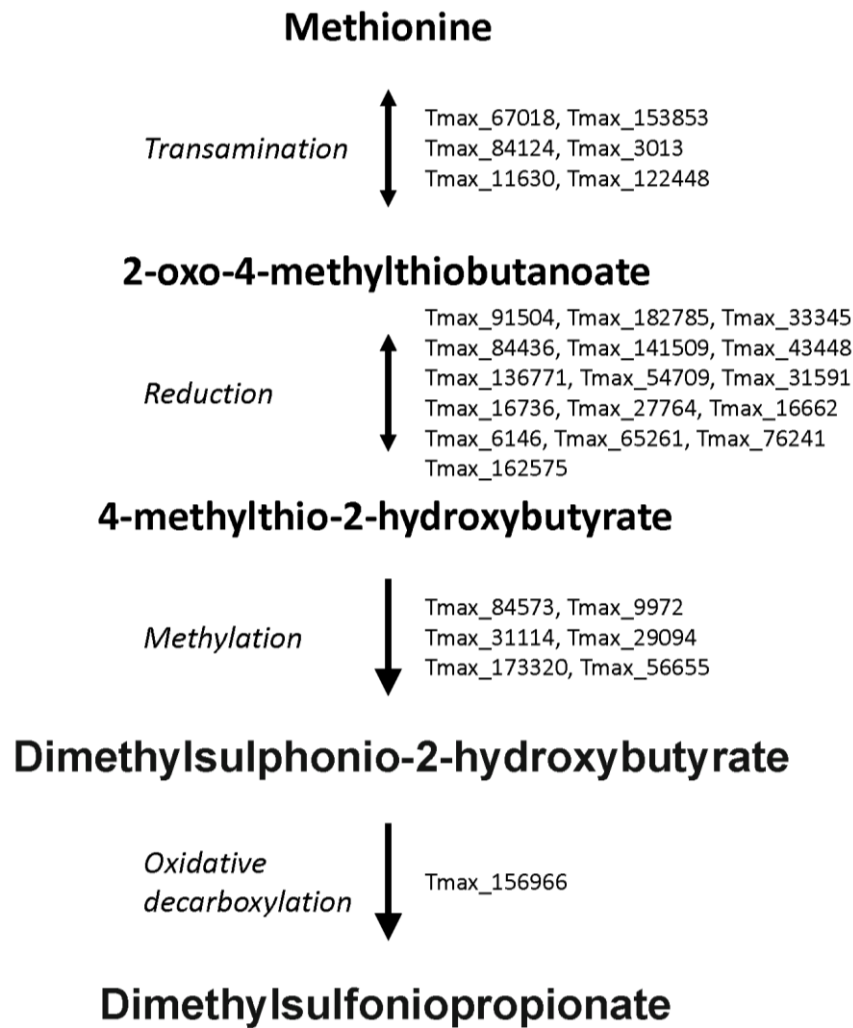 Methionine
Transamination
Tmax_67018, Tmax_153853
Tmax_84124, Tmax_3013
Tmax_11630, Tmax_122448
2-oxo-4-methylthiobutanoate
Reduction
Tmax_91504, Tmax_182785, Tmax_33345
Tmax_84436, Tmax_141509, Tmax_43448
Tmax_136771, Tmax_54709, Tmax_31591
Tmax_16736, Tmax_27764, Tmax_16662
Tmax_6146, Tmax_65261, Tmax_76241
Tmax_162575
4-methylthio-2-hydroxybutyrate
Methylation
Tmax_84573, Tmax_9972
Tmax_31114, Tmax_29094
Tmax_173320, Tmax_56655
Dimethylsulphonio-2-hydroxybutyrate
Oxidative
decarboxylation
Tmax_156966
Dimethylsulfoniopropionate